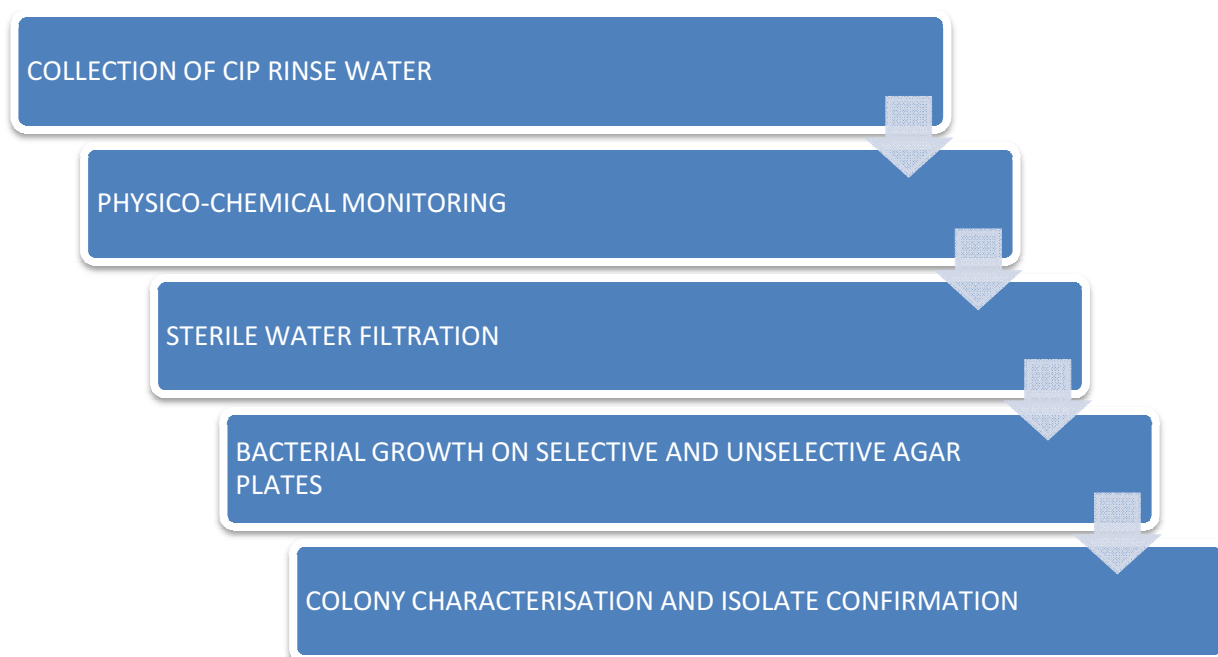 COLLECTION OF CIP RINSE WATER
PHYSICO-CHEMICAL MONITORING
STERILE WATER FILTRATION
BACTERIAL GROWTH ON SELECTIVE AND UNSELECTIVE AGAR
PLATES
COLONY CHARACTERISATION AND ISOLATE CONFIRMATION